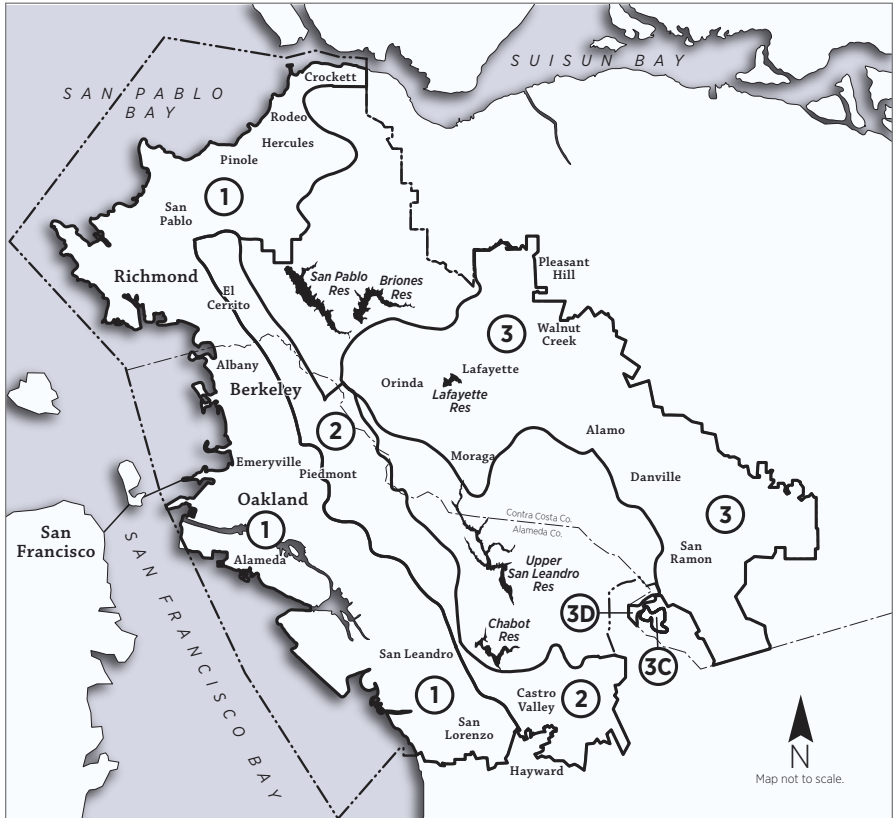 SUISUN BAY
SAN PABLO
BAY
Crockett
Rodeo
Hercules
Pinole
1
San
Pablo
Richmond
San Pablo
Res
Briones
Res
Pleasant
Hill
El
Cerrito
3
Walnut
Creek
Albany
Berkeley
Orinda
Lafayette
Lafayette
Res
2
Alamo
Moraga
Emeryville
Piedmont
Danville
Oakland
1
Contra Costa Co.
Alameda Co.
3
San
Francisco
SAN FRANCISCO BAY
Alameda
San
Ramon
Upper
San Leandro
Res
3D
Chabot
Res
3C
San Leandro
1
Castro
Valley
2
San
Lorenzo
Hayward
N
Map not to scale.